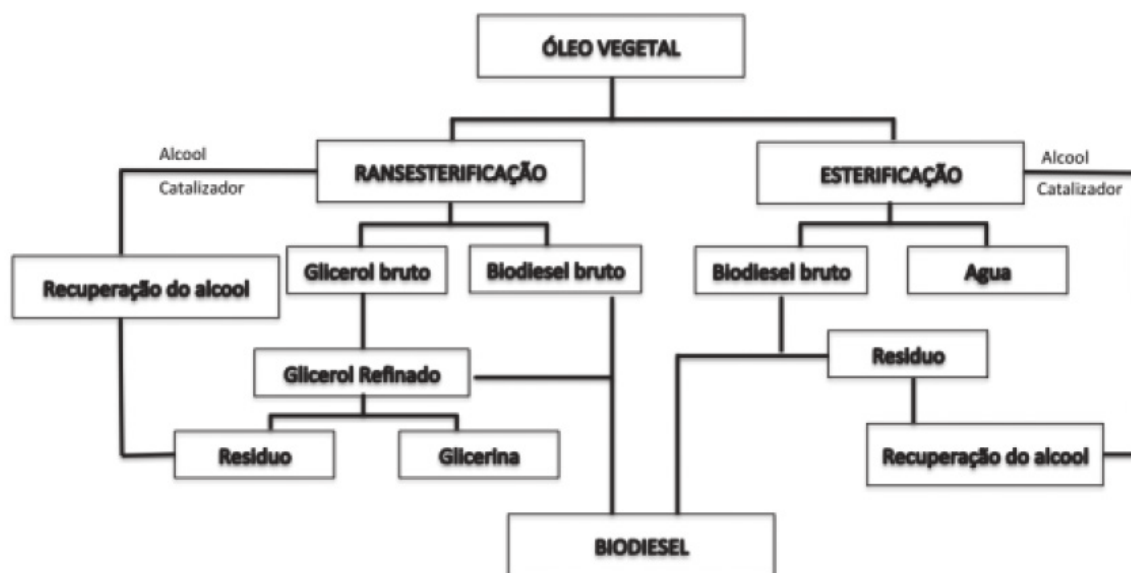 ÓLEO VEGETAL
Alcool
Catalizador
RANSESTERIFICAÇÃO
ESTERIFICAÇÃO
Alcool
Catalizador
Recuperação do alcool
Glicerol bruto
Biodiesel bruto
Biodiesel bruto
Agua
Glicerol Refinado
Residuo
Residuo
Glicerina
Recuperação do alcool
BIODIESEL